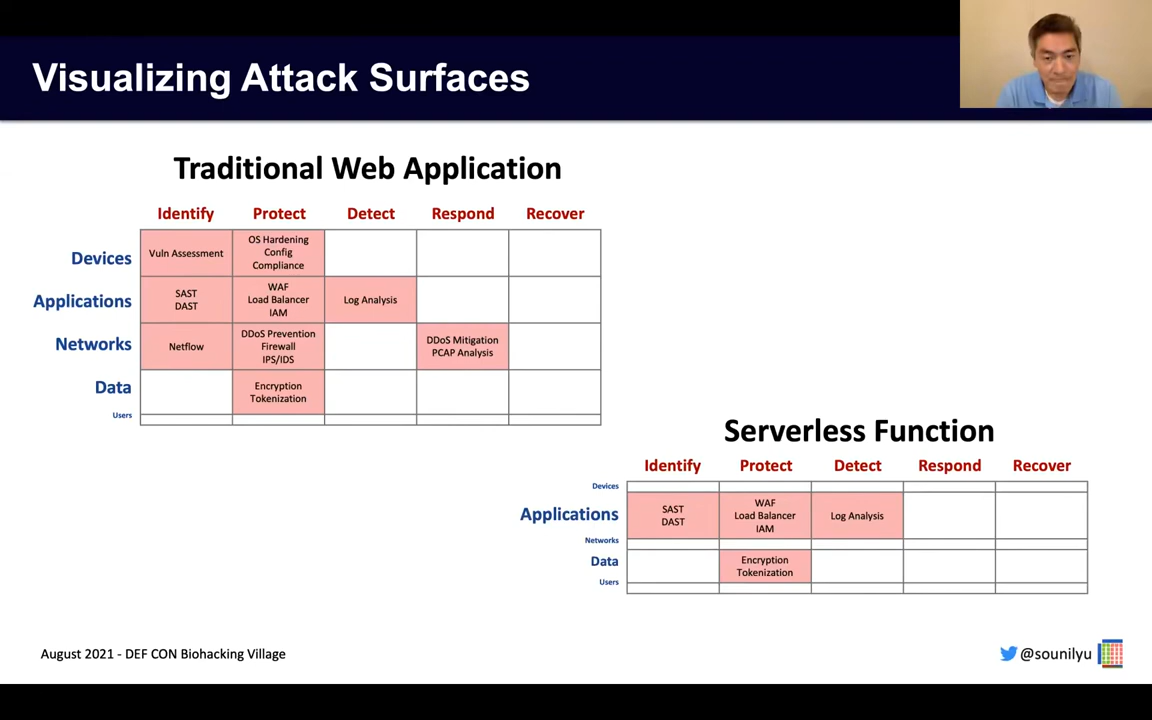 Visualizing Attack Surfaces
Traditional Web Application
Identify Protect Detect Respond Recover
Devices
Vuln Assessment
OS Hardening
Config
Compliance
Applications
SAST
DAST
WAF
Load Balancer
IAM
Log Analysis
Networks
Netflow
DDoS Prevention
Firewall
IPS/IDS
DDoS Mitigation
PCAP Analysis
Data
Encryption
Tokenization
Users
Serverless Function
Identify Protect Detect Respond Recover
Devices
Applications
SAST
DAST
WAF
Load Balancer
IAM
Log Analysis
Networks
Data
Encryption
Tokenization
Users
August 2021 - DEF CON Biohacking Village
@sounilyu